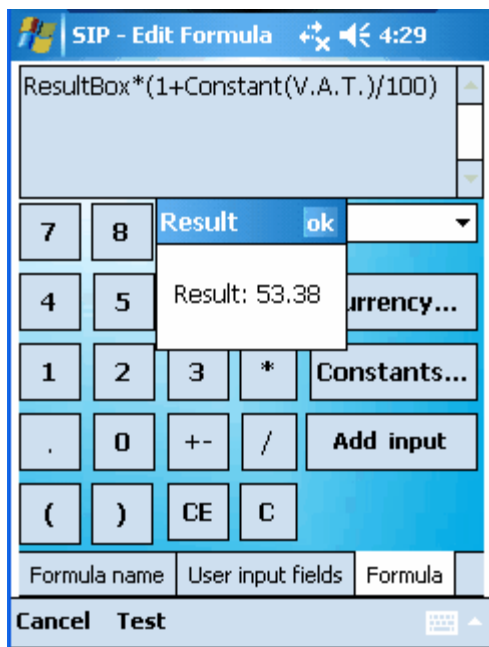 SIP - Edit Formula 4:29
ResultBox*(1+Constant(V.A.T.)/100)
7 8
Result ok
Result: 53.38
4 5 urrency...
1 2 3 * Constants...
. 0 +- / Add input
( ) CE C
Formula name User input fields Formula
Cancel Test